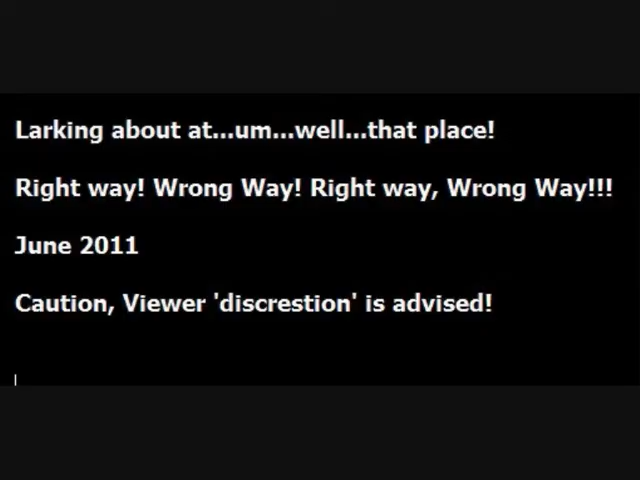 Larking about at...um...well...that place!
Right way! Wrong Way! Right way, Wrong Way!!!
June 2011
Caution, Viewer 'discrestion' is advised!